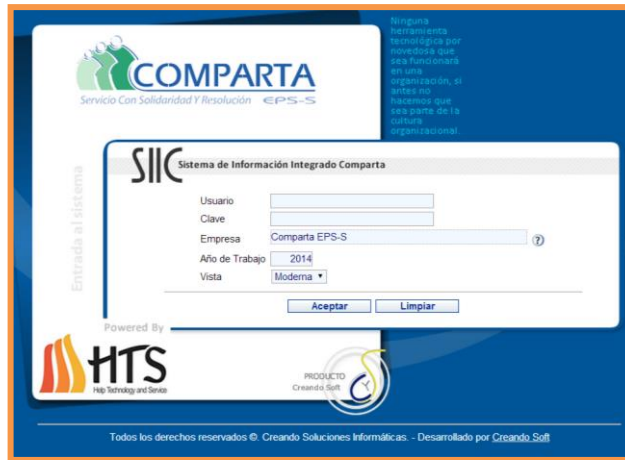 Ninguna
herramienta
tecnológica por
novedosa que
sea funcionará
en una
organización, si
antes no
hacemos que
sea parte de la
cultura
organizacional.
COMPARTA
Servicio Con Solidaridad Y Resolución EPS-S
SIIC Sistema de Información Integrado Comparta
Entrada al sistema
Usuario
Clave
Empresa Comparta EPS-S ?
Año de Trabajo 2014
Vista Moderna
Aceptar Limpiar
Powered By
HTS
Help Technology and Service
PRODUCTO
Creando Soft
Todos los derechos reservados ©. Creando Soluciones Informáticas. - Desarrollado por Creando Soft